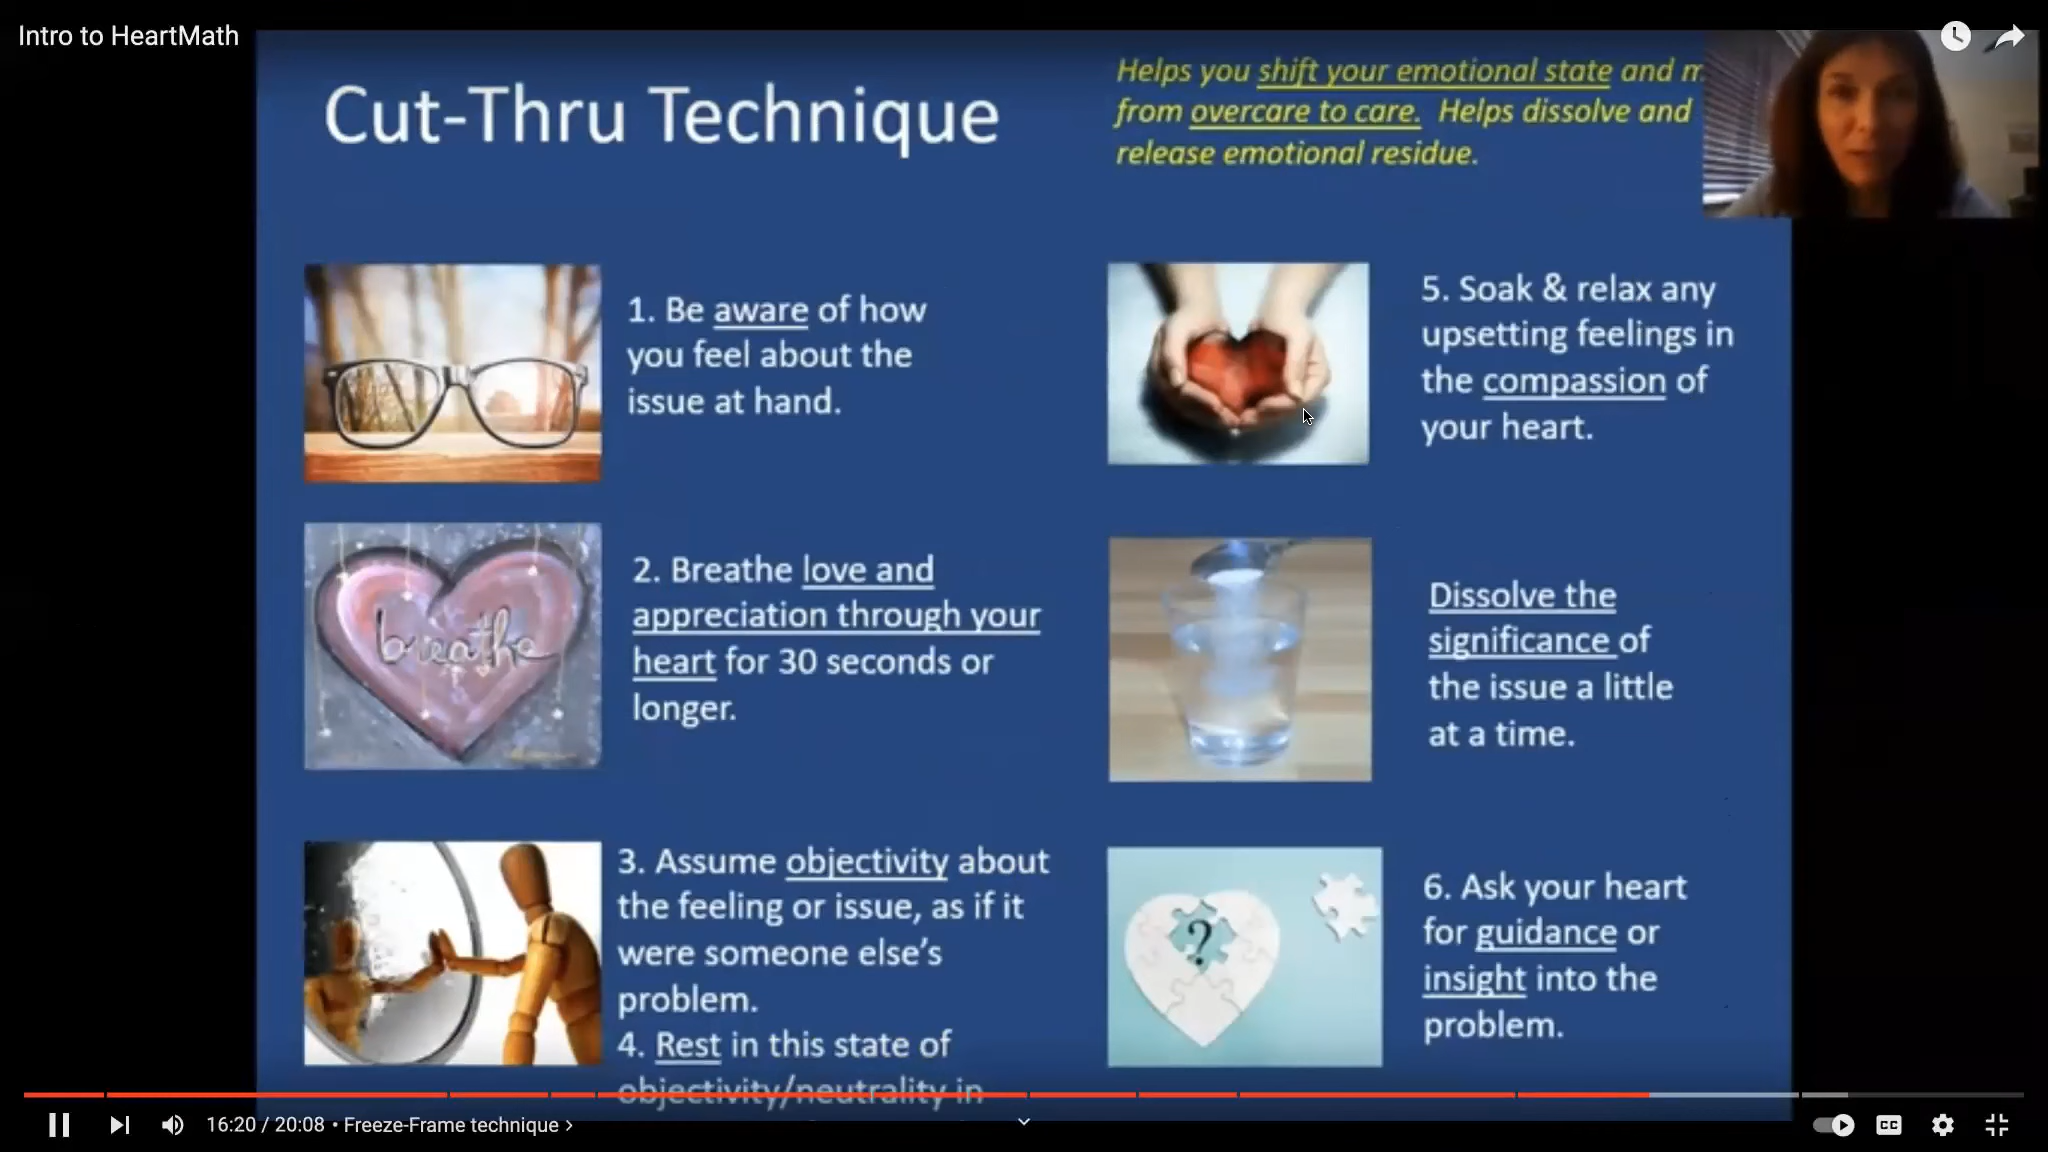 Intro to HeartMath
Cut-Thru Technique
Helps you shift your emotional state and
from overcare to care. Helps dissolve and
release emotional residue.
1. Be aware of how
you feel about the
issue at hand.
breathe
2. Breathe love and
appreciation through your
heart for 30 seconds or
longer.
3. Assume objectivity about
the feeling or issue, as if it
were someone else's
problem.
4. Rest in this state of
objectivity/neutrality in
5. Soak & relax any
upsetting feelings in
the compassion of
your heart.
Dissolve the
significance of
the issue a little
at a time.
?
6. Ask your heart
for guidance or
insight into the
problem.
16:20 / 20:08 • Freeze-Frame technique ›
CC